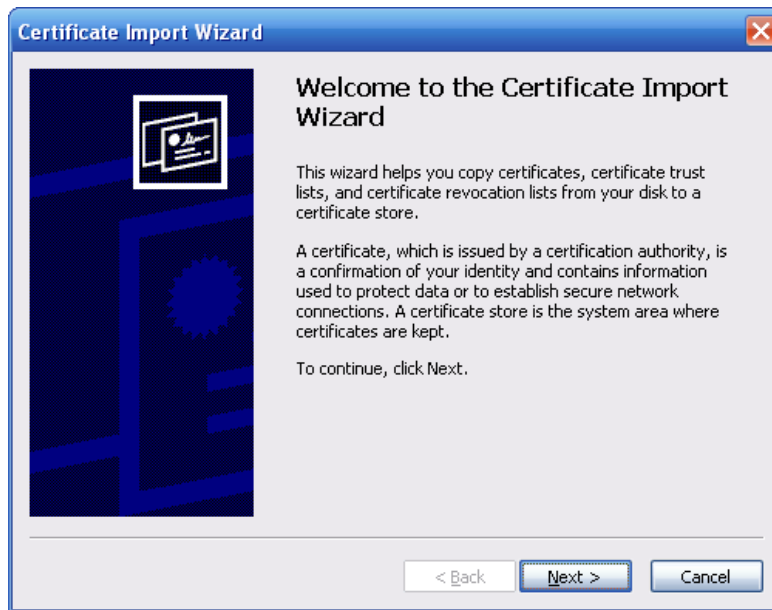 Certificate Import Wizard
Welcome to the Certificate Import
Wizard
This wizard helps you copy certificates, certificate trust
lists, and certificate revocation lists from your disk to a
certificate store.
A certificate, which is issued by a certification authority, is
a confirmation of your identity and contains information
used to protect data or to establish secure network
connections. A certificate store is the system area where
certificates are kept.
To continue, click Next.
< Back Next > Cancel